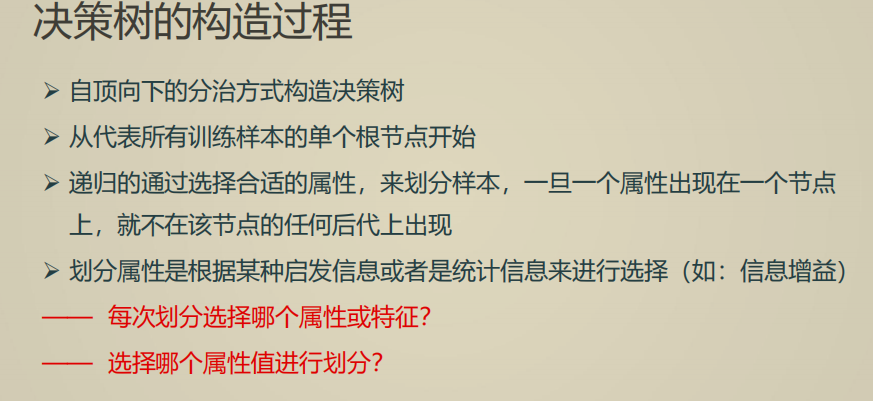 决策树的构造过程
➢ 自顶向下的分治方式构造决策树
➢ 从代表所有训练样本的单个根节点开始
➢ 递归的通过选择合适的属性，来划分样本，一旦一个属性出现在一个节点
上，就不在该节点的任何后代上出现
➢ 划分属性是根据某种启发信息或者是统计信息来进行选择（如：信息增益）
—— 每次划分选择哪个属性或特征？
—— 选择哪个属性值进行划分？